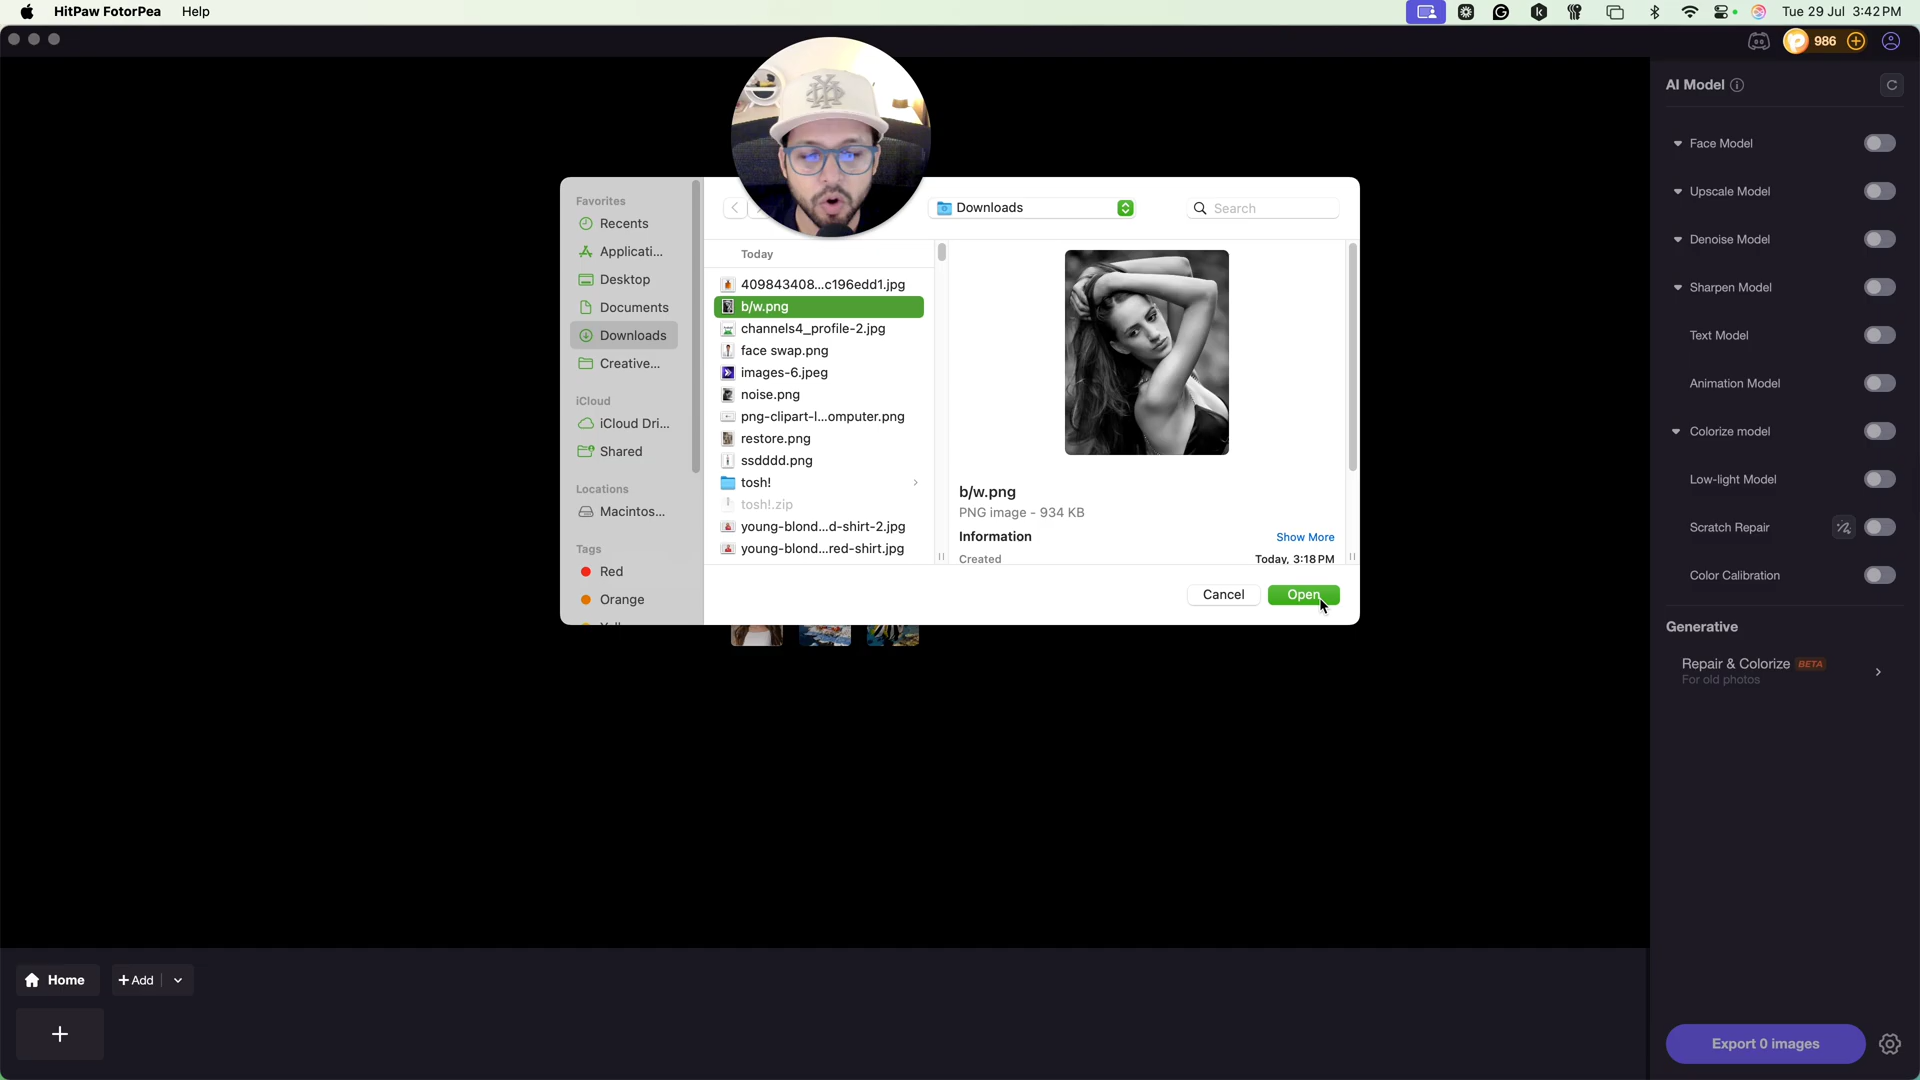 HitPaw FotorPea Help
Tue 29 Jul 3:42 PM
986
AI Model
Face Model
Upscale Model
Denoise Model
Sharpen Model
Text Model
Animation Model
Colorize model
Low-light Model
Scratch Repair
Color Calibration
Generative
Repair & Colorize BETA
For old photos
Export 0 images
Favorites
Recents
Applicati...
Desktop
Documents
Downloads
Creative...
iCloud
iCloud Dri...
Shared
Locations
Macintos...
Tags
Red
Orange
Downloads
Search
Today
409843408...c196edd1.jpg
b/w.png
channels4_profile-2.jpg
face swap.png
images-6.jpeg
noise.png
png-clipart-l...omputer.png
restore.png
ssdddd.png
tosh!
tosh!.zip
young-blond...d-shirt-2.jpg
young-blond...red-shirt.jpg
b/w.png
PNG image - 934 KB
Information Show More
Created Today, 3:18 PM
Cancel Open
Home +Add